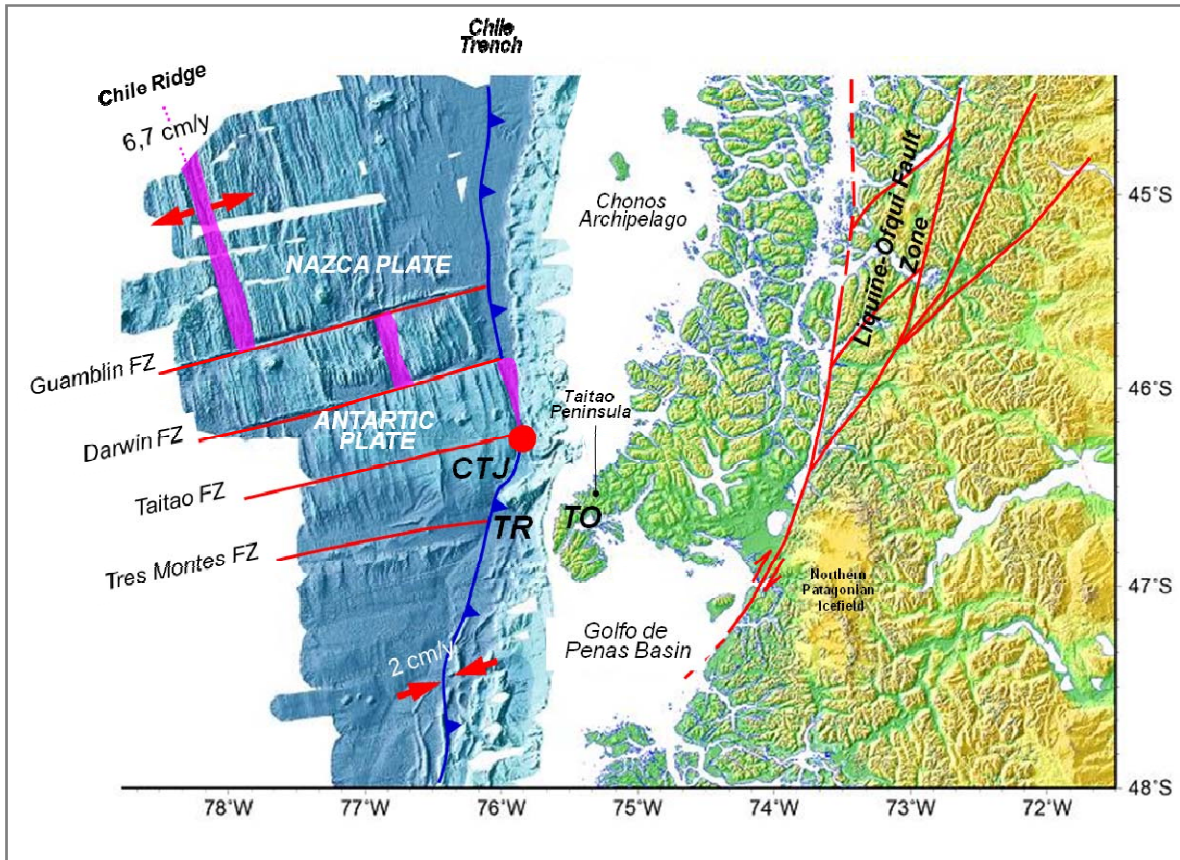 Chile
Trench
Chile Ridge
6,7 cm/y
NAZCA PLATE
Guamblin FZ
Darwin FZ
ANTARTIC
PLATE
Taitao FZ
CTJ
TR
Tres Montes FZ
2 cm/y
Chonos
Archipelago
Taitao
Peninsula
TO
Golfo de
Penas Basin
Liquiñe-Ofqui Fault
Zone
Northern
Patagonian
Icefield
45°S
46°S
47°S
48°S
78°W
77°W
76°W
75°W
74°W
73°W
72°W